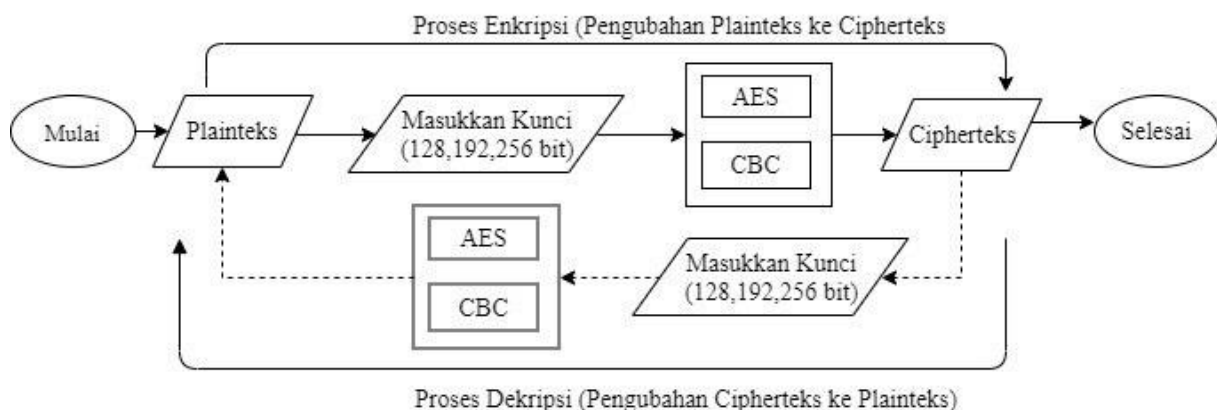 Proses Enkripsi (Pengubahan Plainteks ke Cipherteks
Mulai
Plainteks
Masukkan Kunci
(128,192,256 bit)
AES
CBC
Cipherteks
Selesai
AES
CBC
Masukkan Kunci
(128,192,256 bit)
Proses Dekripsi (Pengubahan Cipherteks ke Plainteks)